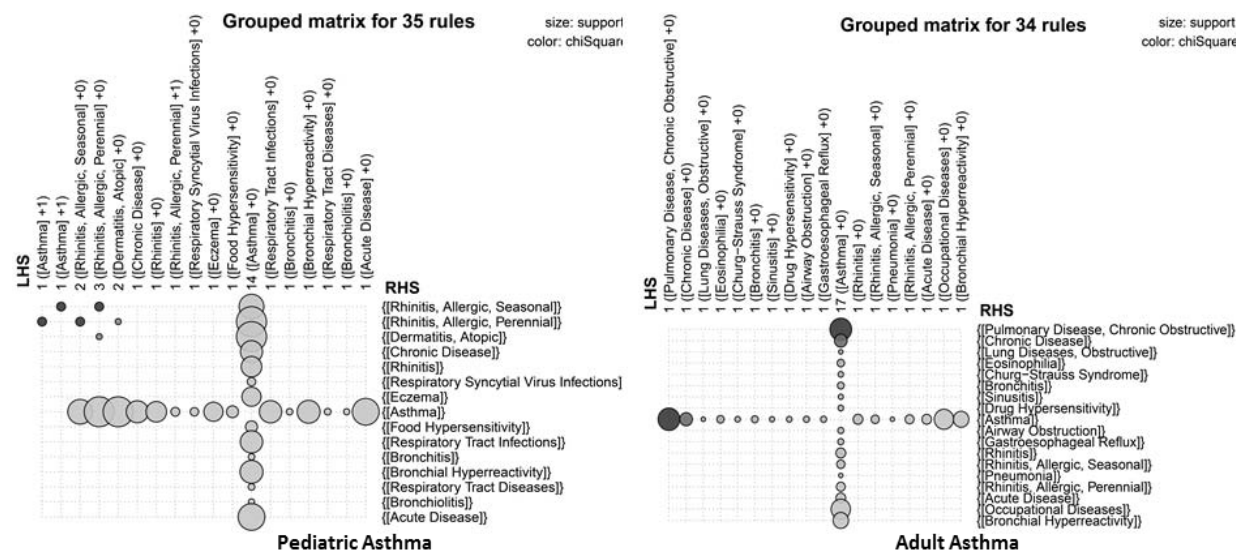 Grouped matrix for 35 rules
size: support
color: chiSquare
LHS
1 ([Asthma] +1)
1 ([Asthma] +1)
2 ([Rhinitis, Allergic, Seasonal] +0)
3 ([Rhinitis, Allergic, Perennial] +0)
2 ([Dermatitis, Atopic] +0)
1 ([Chronic Disease] +0)
1 ([Rhinitis] +0)
1 ([Rhinitis, Allergic, Perennial] +1)
1 ([Respiratory Syncytial Virus Infections] +0)
1 ([Eczema] +0)
1 ([Food Hypersensitivity] +0)
14 ([Asthma] +0)
1 ([Respiratory Tract Infections] +0)
1 ([Bronchitis] +0)
1 ([Bronchial Hyperreactivity] +0)
1 ([Respiratory Tract Diseases] +0)
1 ([Bronchiolitis] +0)
1 ([Acute Disease] +0)
RHS
{[Rhinitis, Allergic, Seasonal]}
{[Rhinitis, Allergic, Perennial]}
{[Dermatitis, Atopic]}
{[Chronic Disease]}
{[Rhinitis]}
{[Respiratory Syncytial Virus Infections]
{[Eczema]}
{[Asthma]}
{[Food Hypersensitivity]}
{[Respiratory Tract Infections]}
{[Bronchitis]}
{[Bronchial Hyperreactivity]}
{[Respiratory Tract Diseases]}
{[Bronchiolitis]}
{[Acute Disease]}
Pediatric Asthma
Grouped matrix for 34 rules
size: support
color: chiSquare
LHS
1 ([Pulmonary Disease, Chronic Obstructive] +0)
1 ([Chronic Disease] +0)
1 ([Lung Diseases, Obstructive] +0)
1 ([Eosinophilia] +0)
1 ([Churg−Strauss Syndrome] +0)
1 ([Bronchitis] +0)
1 ([Sinusitis] +0)
1 ([Drug Hypersensitivity] +0)
1 ([Airway Obstruction] +0)
1 ([Gastroesophageal Reflux] +0)
17 ([Asthma] +0)
1 ([Rhinitis] +0)
1 ([Rhinitis, Allergic, Seasonal] +0)
1 ([Pneumonia] +0)
1 ([Rhinitis, Allergic, Perennial] +0)
1 ([Acute Disease] +0)
1 ([Occupational Diseases] +0)
1 ([Bronchial Hyperreactivity] +0)
RHS
{[Pulmonary Disease, Chronic Obstructive]}
{[Chronic Disease]}
{[Lung Diseases, Obstructive]}
{[Eosinophilia]}
{[Churg−Strauss Syndrome]}
{[Bronchitis]}
{[Sinusitis]}
{[Drug Hypersensitivity]}
{[Asthma]}
{[Airway Obstruction]}
{[Gastroesophageal Reflux]}
{[Rhinitis]}
{[Rhinitis, Allergic, Seasonal]}
{[Pneumonia]}
{[Rhinitis, Allergic, Perennial]}
{[Acute Disease]}
{[Occupational Diseases]}
{[Bronchial Hyperreactivity]}
Adult Asthma